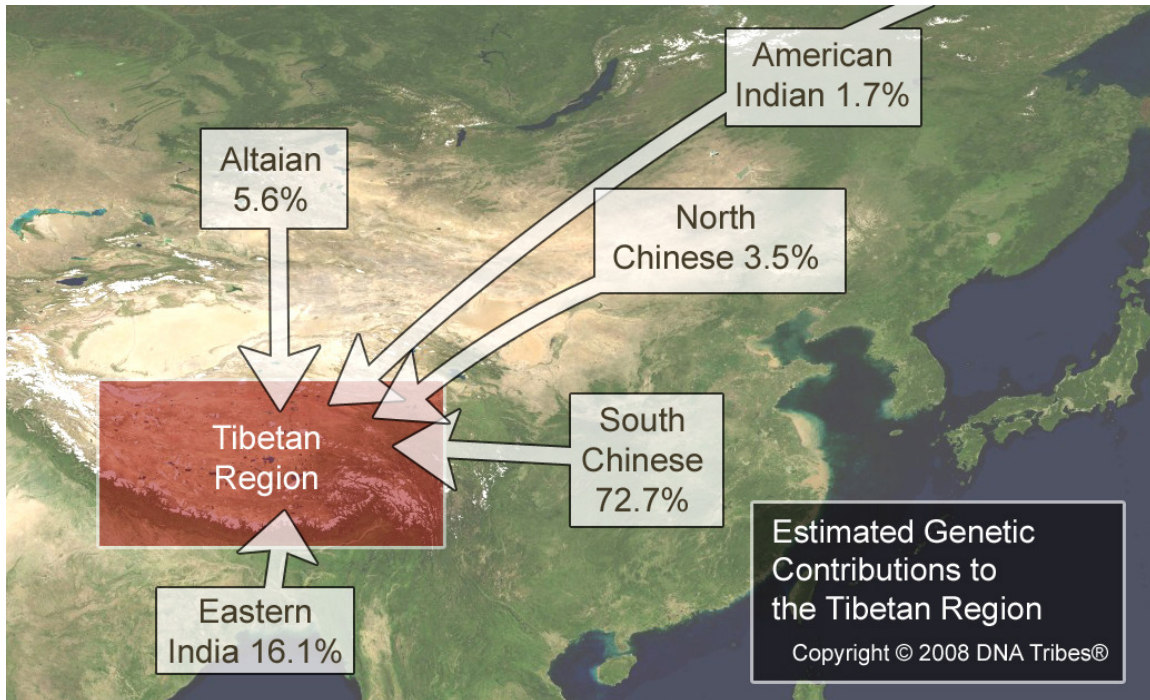 American
Indian 1.7%
Altaian
5.6%
North
Chinese 3.5%
South
Chinese
72.7%
Tibetan
Region
Eastern
India 16.1%
Estimated Genetic
Contributions to
the Tibetan Region
Copyright © 2008 DNA Tribes®